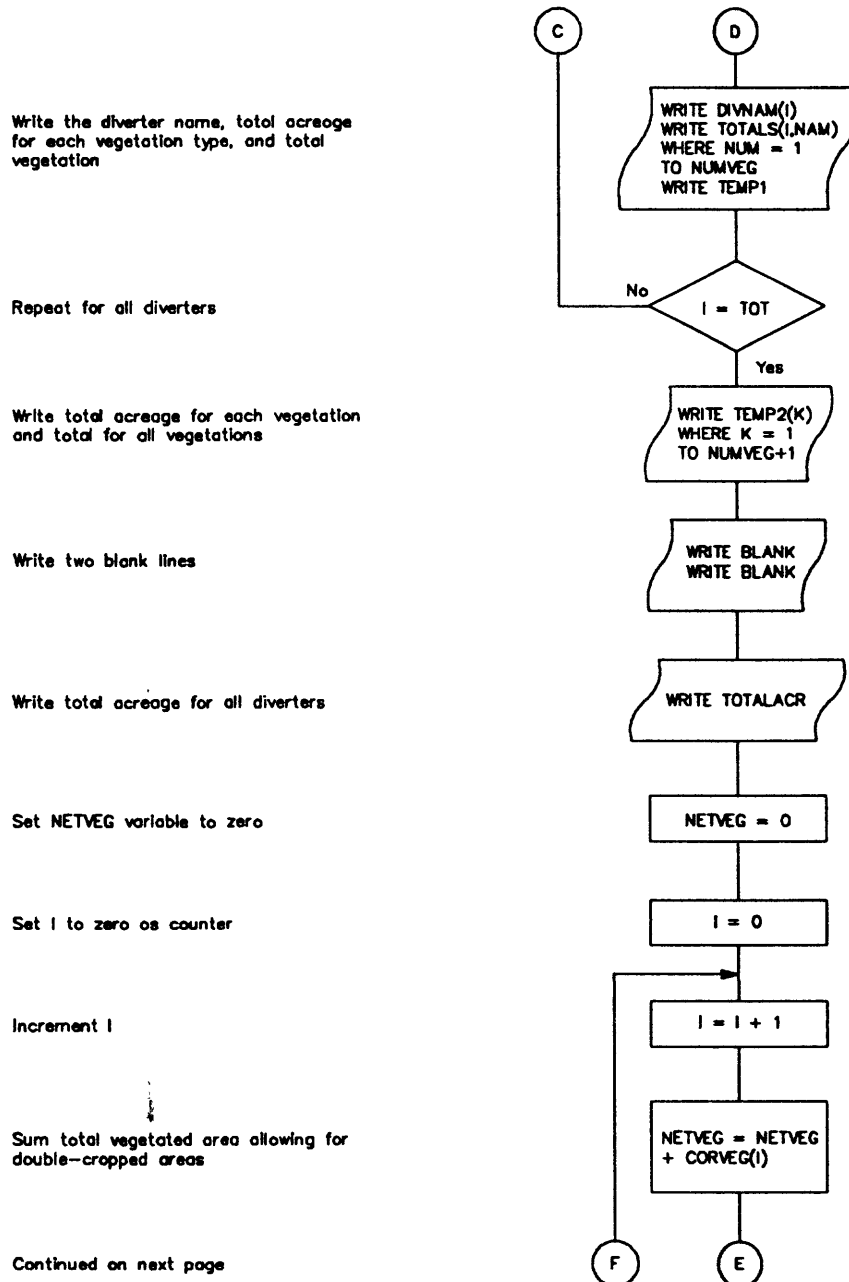 C
D
Write the diverter name, total acreage
for each vegetation type, and total
vegetation
WRITE DIVNAM(I)
WRITE TOTALS(I,NAM)
WHERE NUM = 1
TO NUMVEG
WRITE TEMP1
Repeat for all diverters
No
I = TOT
Yes
Write total acreage for each vegetation
and total for all vegetations
WRITE TEMP2(K)
WHERE K = 1
TO NUMVEG+1
Write two blank lines
WRITE BLANK
WRITE BLANK
Write total acreage for all diverters
WRITE TOTALACR
Set NETVEG variable to zero
NETVEG = 0
Set I to zero as counter
I = 0
Increment I
I = I + 1
Sum total vegetated area allowing for
double-cropped areas
NETVEG = NETVEG
+ CORVEG(I)
Continued on next page
F
E